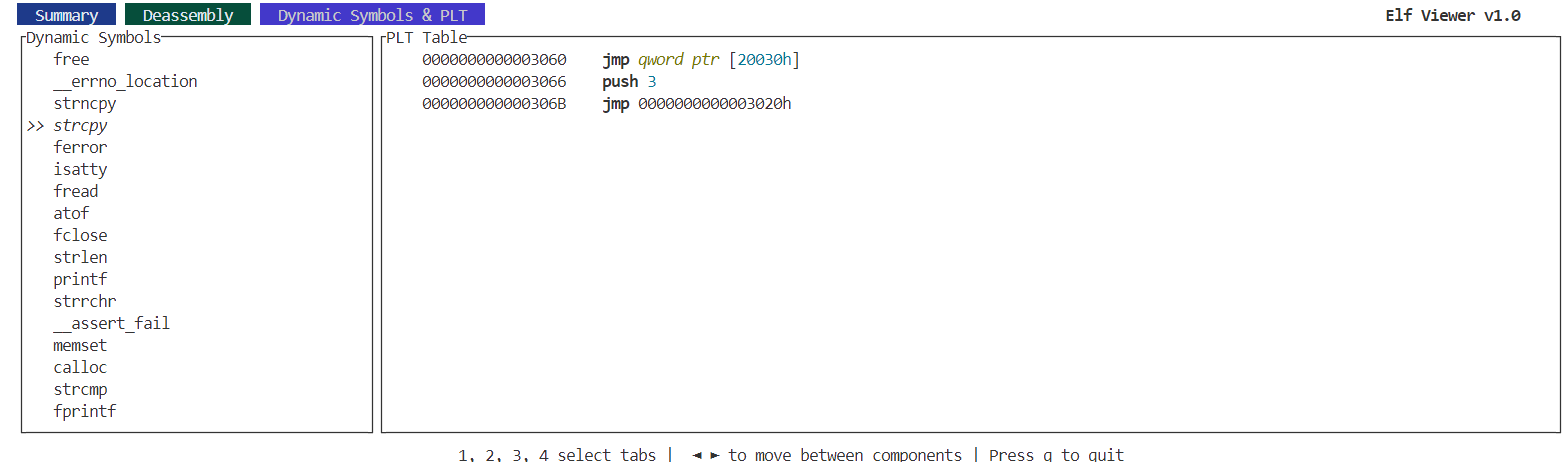 Summary Deassembly Dynamic Symbols & PLT Elf Viewer v1.0
Dynamic Symbols
free
__errno_location
strncpy
>> strcpy
ferror
isatty
fread
atof
fclose
strlen
printf
strrchr
__assert_fail
memset
calloc
strcmp
fprintf
PLT Table
0000000000003060 jmp qword ptr [20030h]
0000000000003066 push 3
000000000000306B jmp 0000000000003020h
1, 2, 3, 4 select tabs | ◄ ► to move between components | Press q to quit